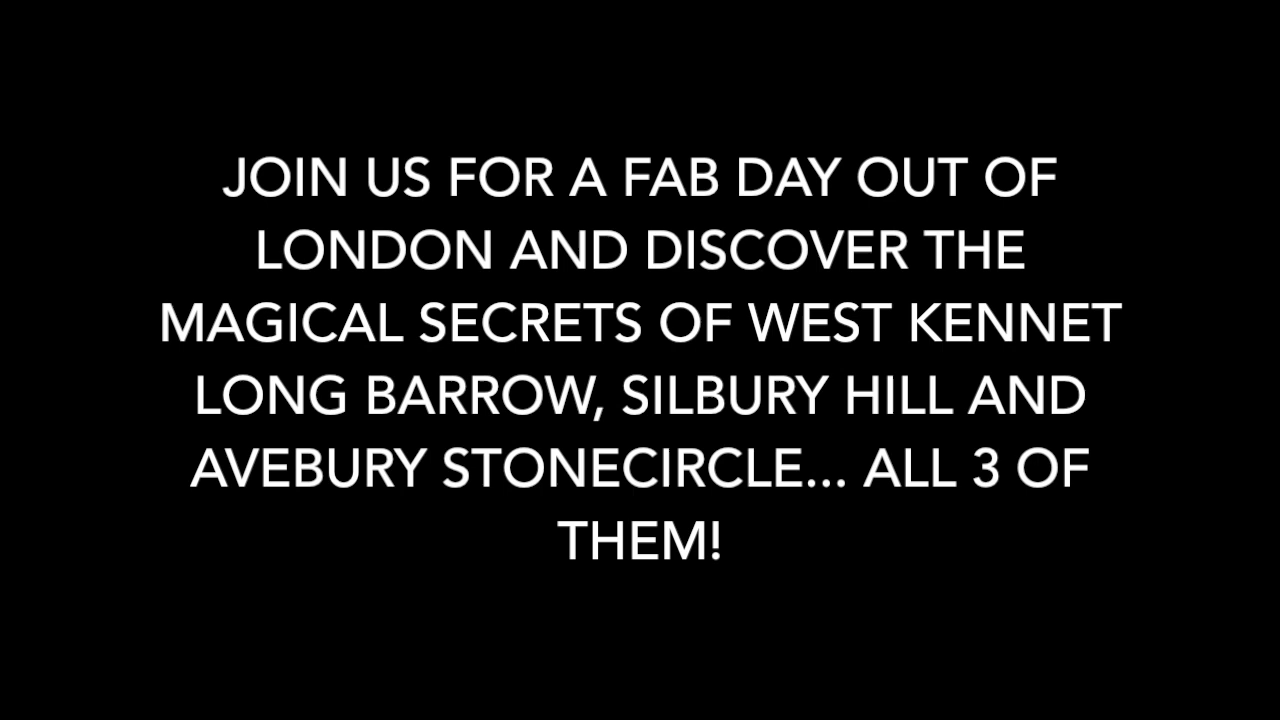 JOIN US FOR A FAB DAY OUT OF
LONDON AND DISCOVER THE
MAGICAL SECRETS OF WEST KENNET
LONG BARROW, SILBURY HILL AND
AVEBURY STONECIRCLE... ALL 3 OF
THEM!